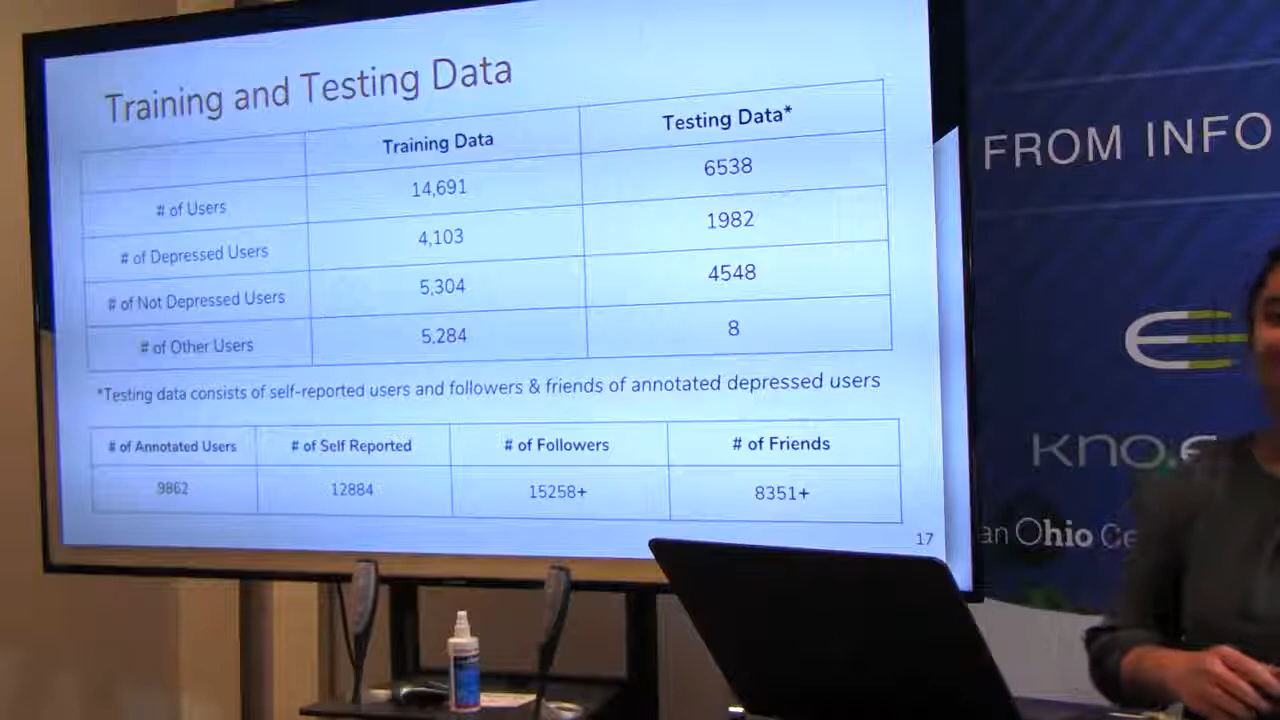 Training and Testing Data
Training Data Testing Data*
# of Users 14,691 6538
# of Depressed Users 4,103 1982
# of Not Depressed Users 5,304 4548
# of Other Users 5,284 8
*Testing data consists of self-reported users and followers & friends of annotated depressed users
# of Annotated Users # of Self Reported # of Followers # of Friends
9862 12884 15258+ 8351+
17
FROM INFO
kno.e
an Ohio Ce